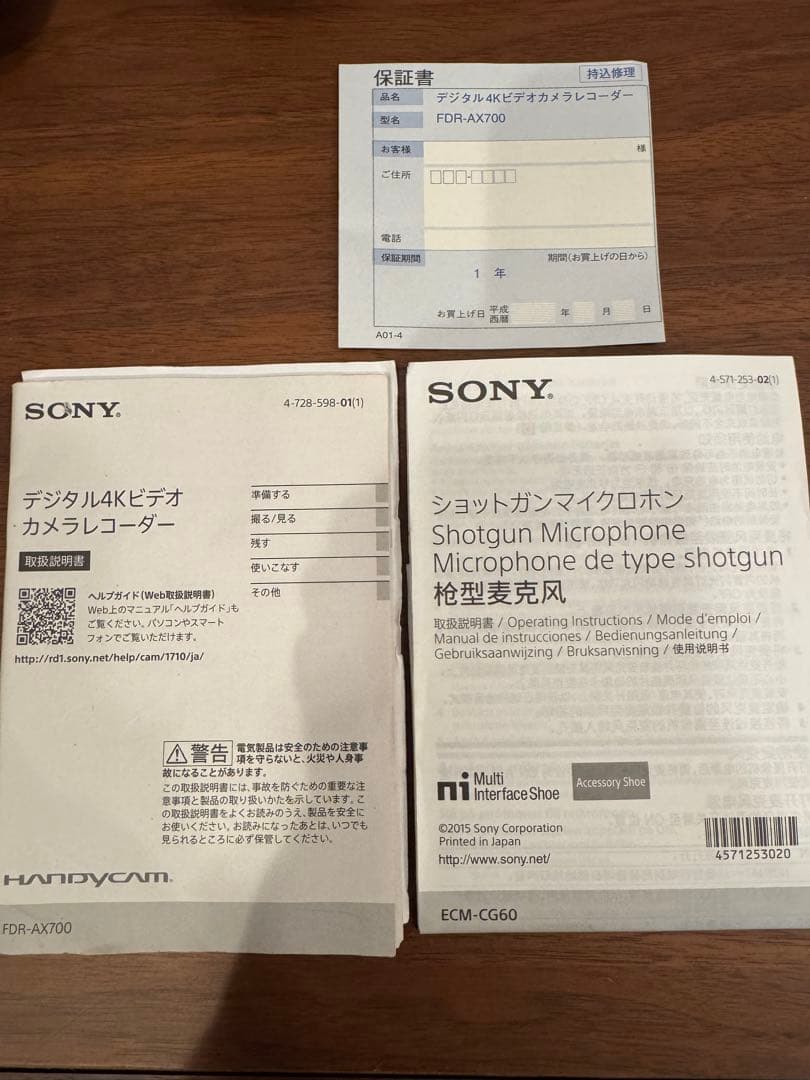 保証書
持込修理
品名 デジタル4Kビデオカメラレコーダー
型名 FDR-AX700
お客様 様
ご住所
電話
保証期間 期間(お買上げの日から)
1 年
お買上げ日 平成 西暦 年 月 日
A01-4
SONY®
4-728-598-01(1)
デジタル4Kビデオ
カメラレコーダー
取扱説明書
準備する
撮る/見る
残す
使いこなす
その他
ヘルプガイド(Web取扱説明書)
Web上のマニュアル「ヘルプガイド」も
ご覧ください。パソコンやスマート
フォンでご覧いただけます。
http://rd1.sony.net/help/cam/1710/ja/
警告 電気製品は安全のための注意事
項を守らないと、火災や人身事
故になることがあります。
この取扱説明書には、事故を防ぐための重要な注
意事項と製品の取り扱いかたを示しています。こ
の取扱説明書をよくお読みのうえ、製品を安全に
お使いください。お読みになったあとは、いつでも
見られるところに必ず保管してください。
HANDYCAM®
FDR-AX700
SONY®
4-571-253-02(1)
ショットガンマイクロホン
Shotgun Microphone
Microphone de type shotgun
枪型麦克风
取扱説明書 / Operating Instructions / Mode d'emploi /
Manual de instrucciones / Bedienungsanleitung /
Gebruiksaanwijzing / Bruksanvisning / 使用说明书
Multi
Interface Shoe
Accessory Shoe
©2015 Sony Corporation
Printed in Japan
http://www.sony.net/
4571253020
ECM-CG60